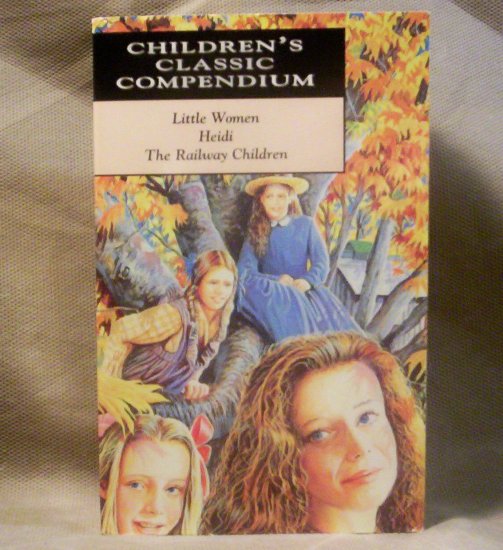 CHILDREN'S
CLASSIC
COMPENDIUM
Little Women
Heidi
The Railway Children